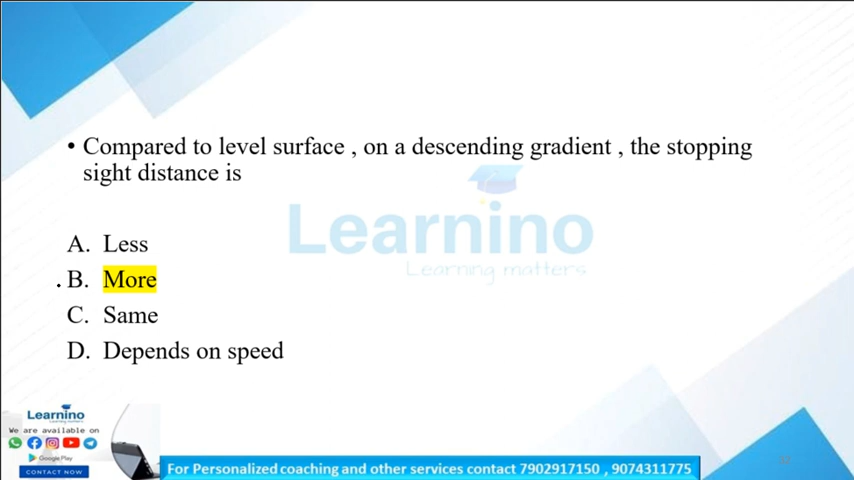 • Compared to level surface , on a descending gradient , the stopping
sight distance is
Learnino
Learning matters
A. Less
B. More
C. Same
D. Depends on speed
Learnino
Learning matters
We are available on
Google Play
CONTACT NOW
For Personalized coaching and other services contact 7902917150 , 9074311775